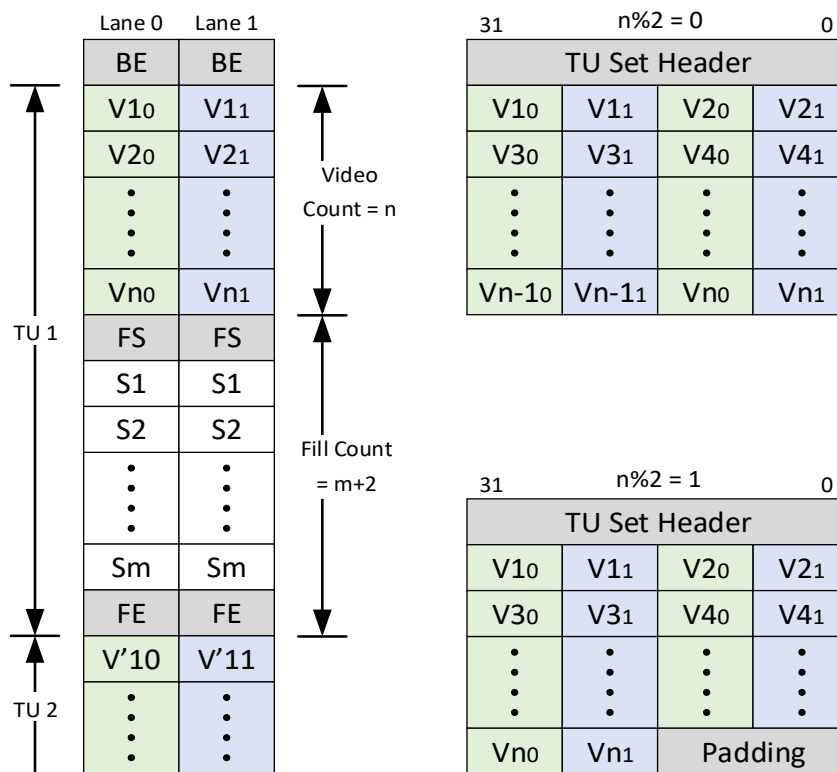 Lane 0 Lane 1
BE BE
V10 V11
V20 V21
Vn0 Vn1
FS FS
S1 S1
S2 S2
Sm Sm
FE FE
V'10 V'11
TU 1
TU 2
Video
Count = n
Fill Count
= m+2
31 n%2 = 0 0
TU Set Header
V10 V11 V20 V21
V30 V31 V40 V41
Vn-10 Vn-11 Vn0 Vn1
31 n%2 = 1 0
TU Set Header
V10 V11 V20 V21
V30 V31 V40 V41
Vn0 Vn1 Padding